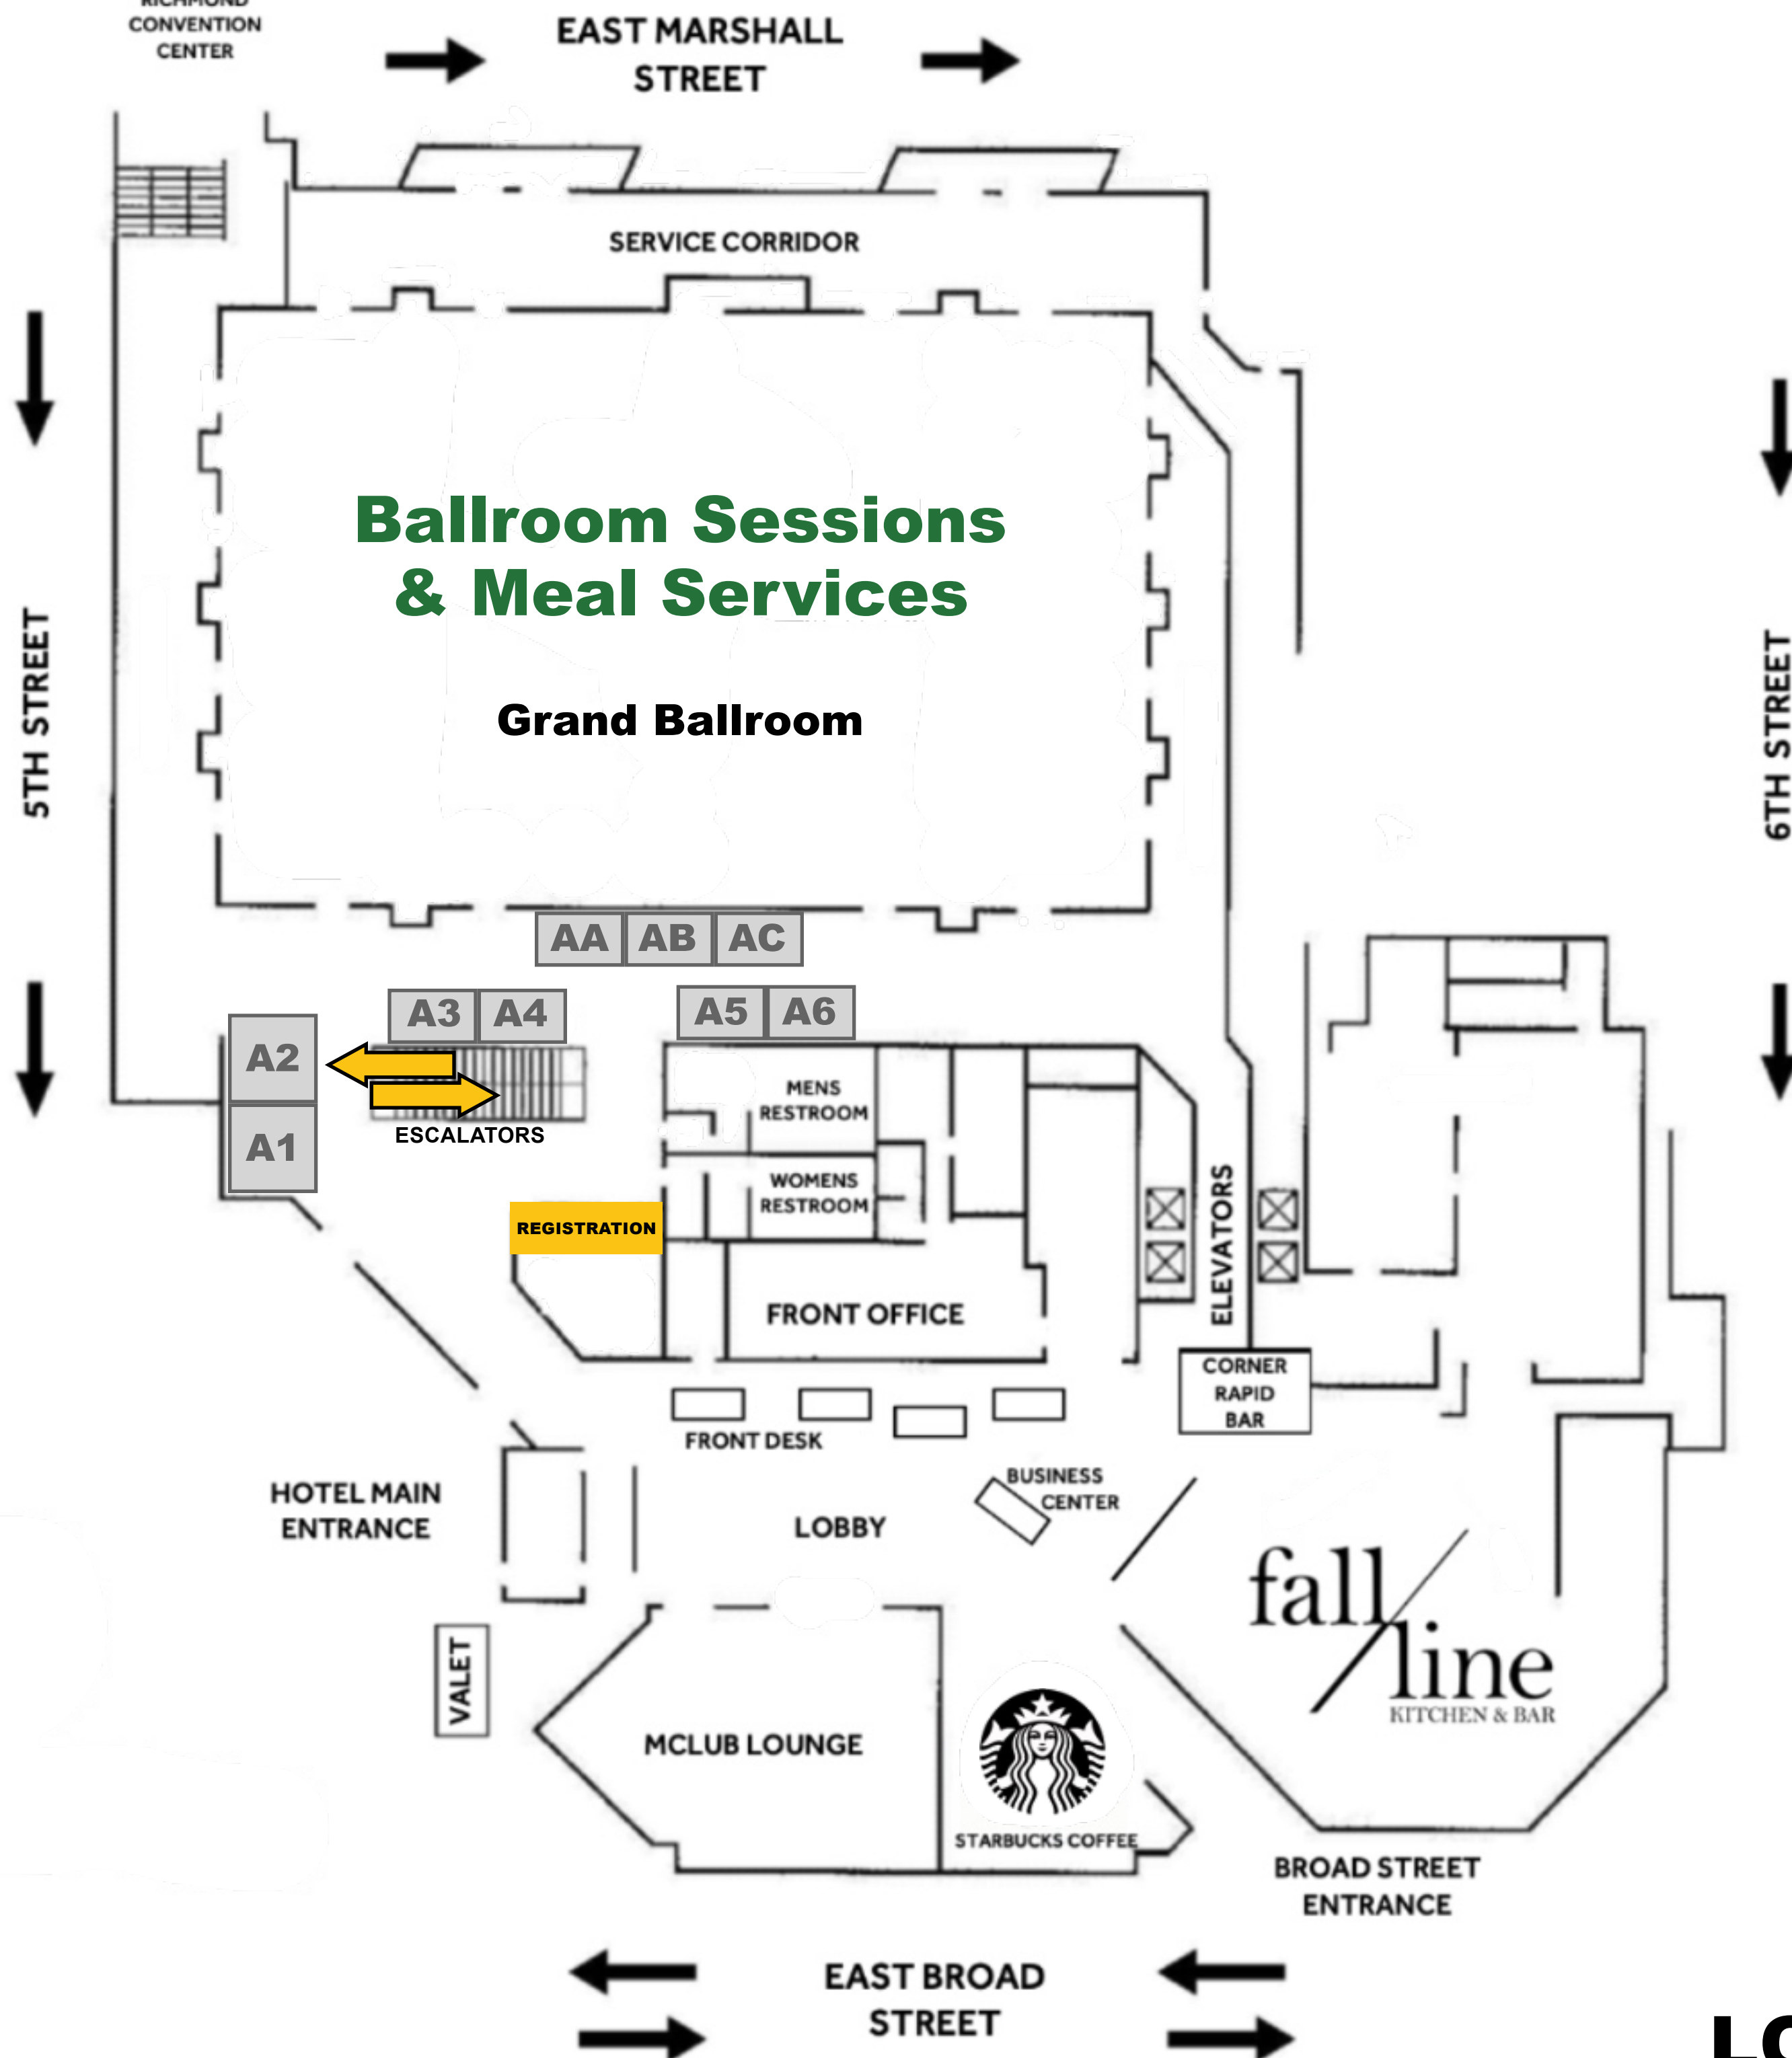 RICHMOND
CONVENTION
CENTER
EAST MARSHALL
STREET
SERVICE CORRIDOR
5TH STREET
6TH STREET
Ballroom Sessions
& Meal Services
Grand Ballroom
AA AB AC
A3 A4
A5 A6
A2
A1
ESCALATORS
MENS
RESTROOM
WOMENS
RESTROOM
REGISTRATION
ELEVATORS
FRONT OFFICE
CORNER
RAPID
BAR
FRONT DESK
BUSINESS
CENTER
HOTEL MAIN
ENTRANCE
LOBBY
fall
line
KITCHEN & BAR
VALET
MCLUB LOUNGE
STARBUCKS COFFEE
BROAD STREET
ENTRANCE
EAST BROAD
STREET